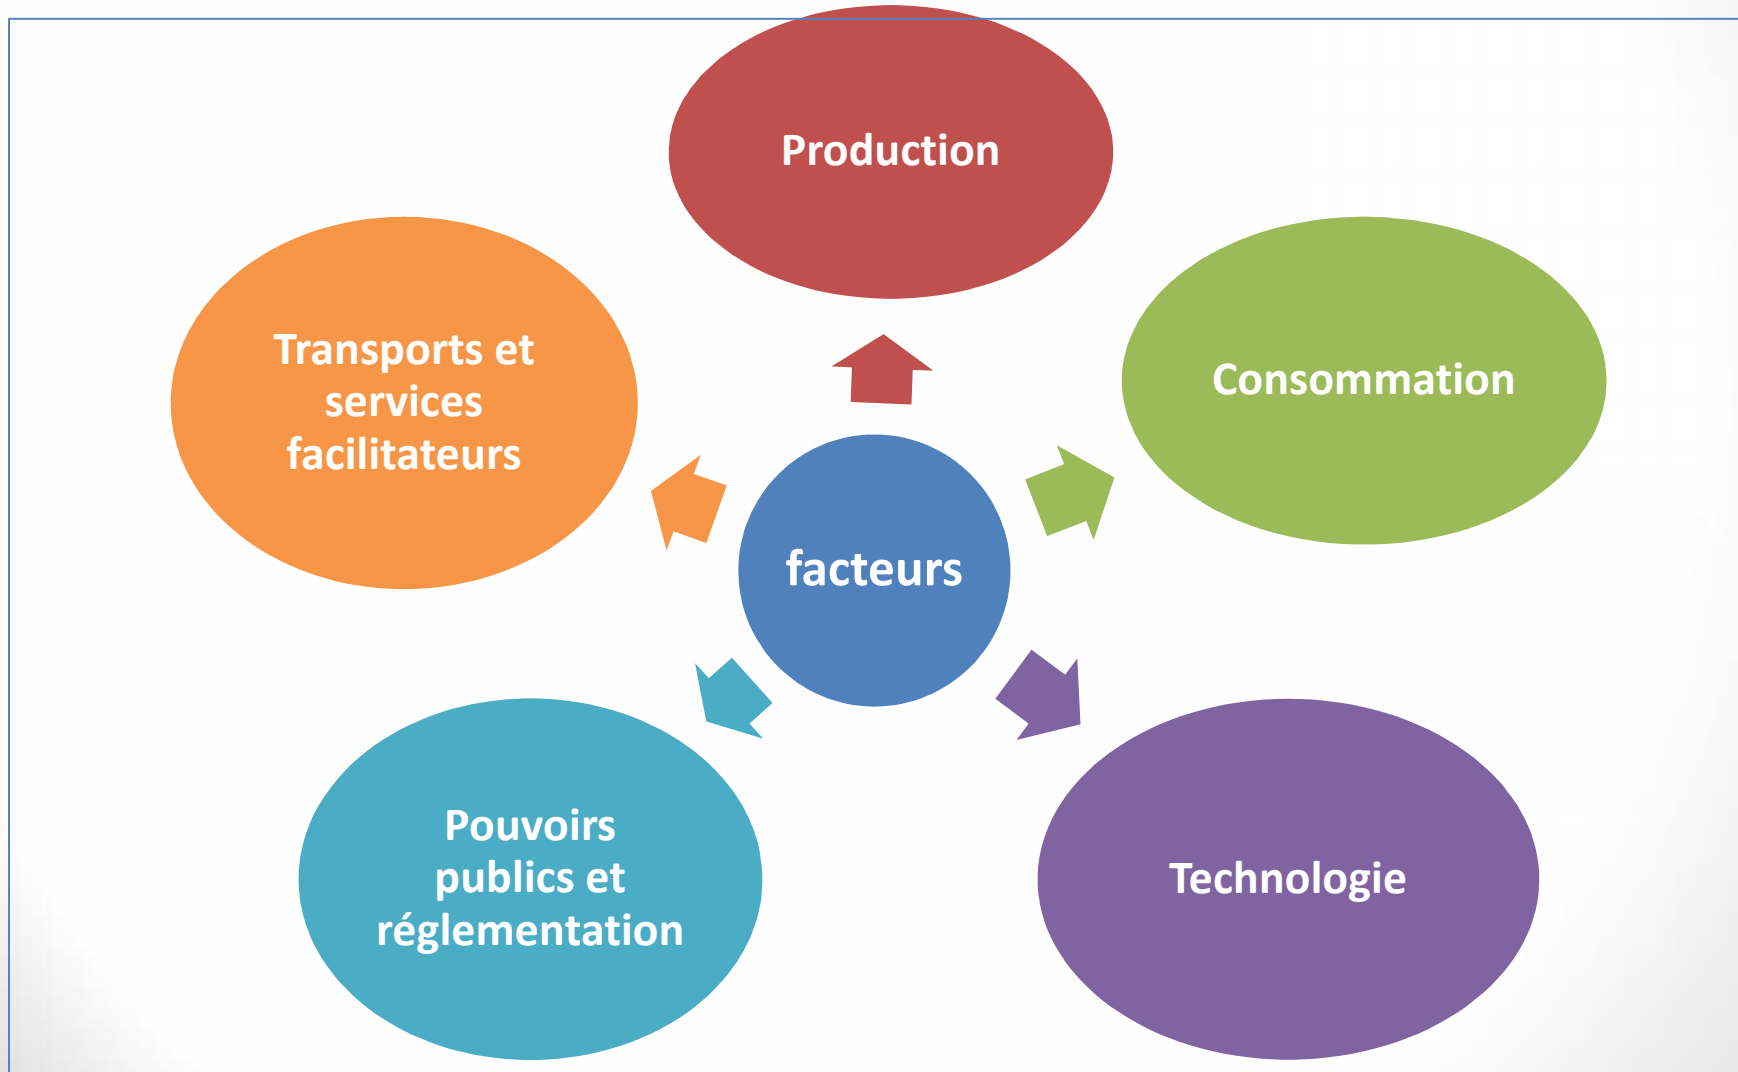 Production
Transports et
services
facilitateurs
Consommation
facteurs
Pouvoirs
publics et
réglementation
Technologie